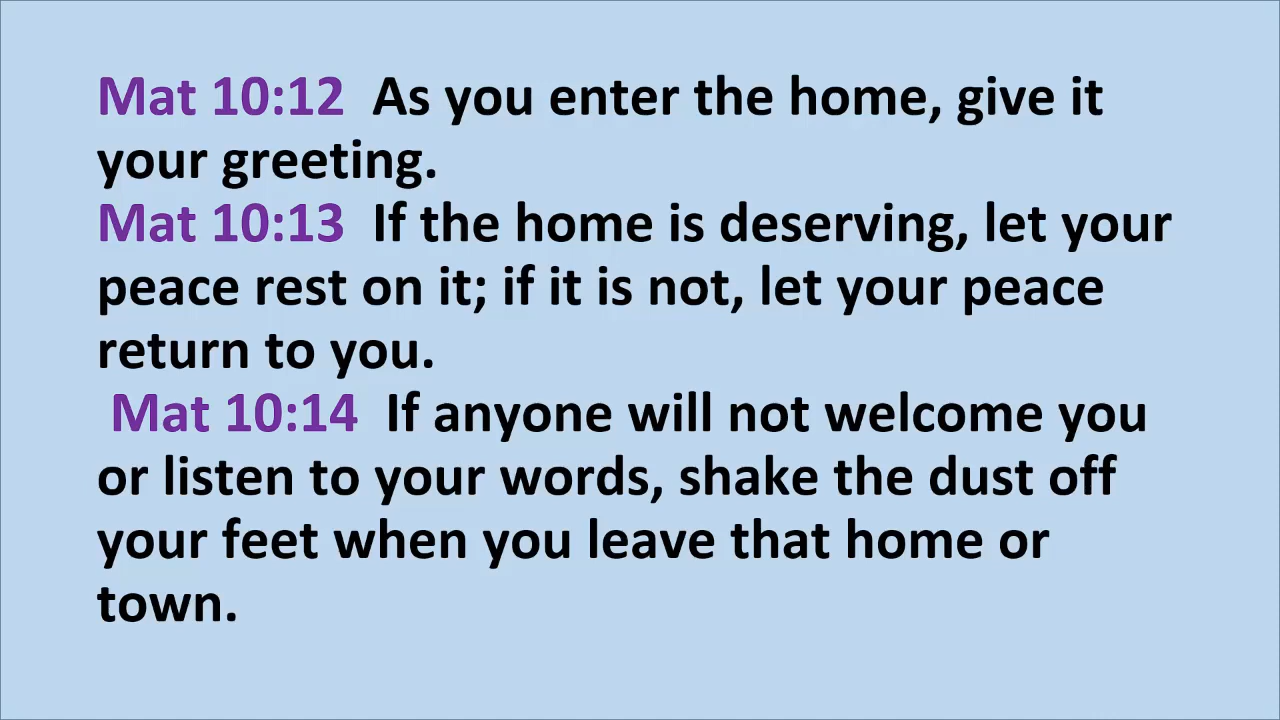 Mat 10:12  As you enter the home, give it
your greeting.
Mat 10:13  If the home is deserving, let your
peace rest on it; if it is not, let your peace
return to you.
Mat 10:14  If anyone will not welcome you
or listen to your words, shake the dust off
your feet when you leave that home or
town.